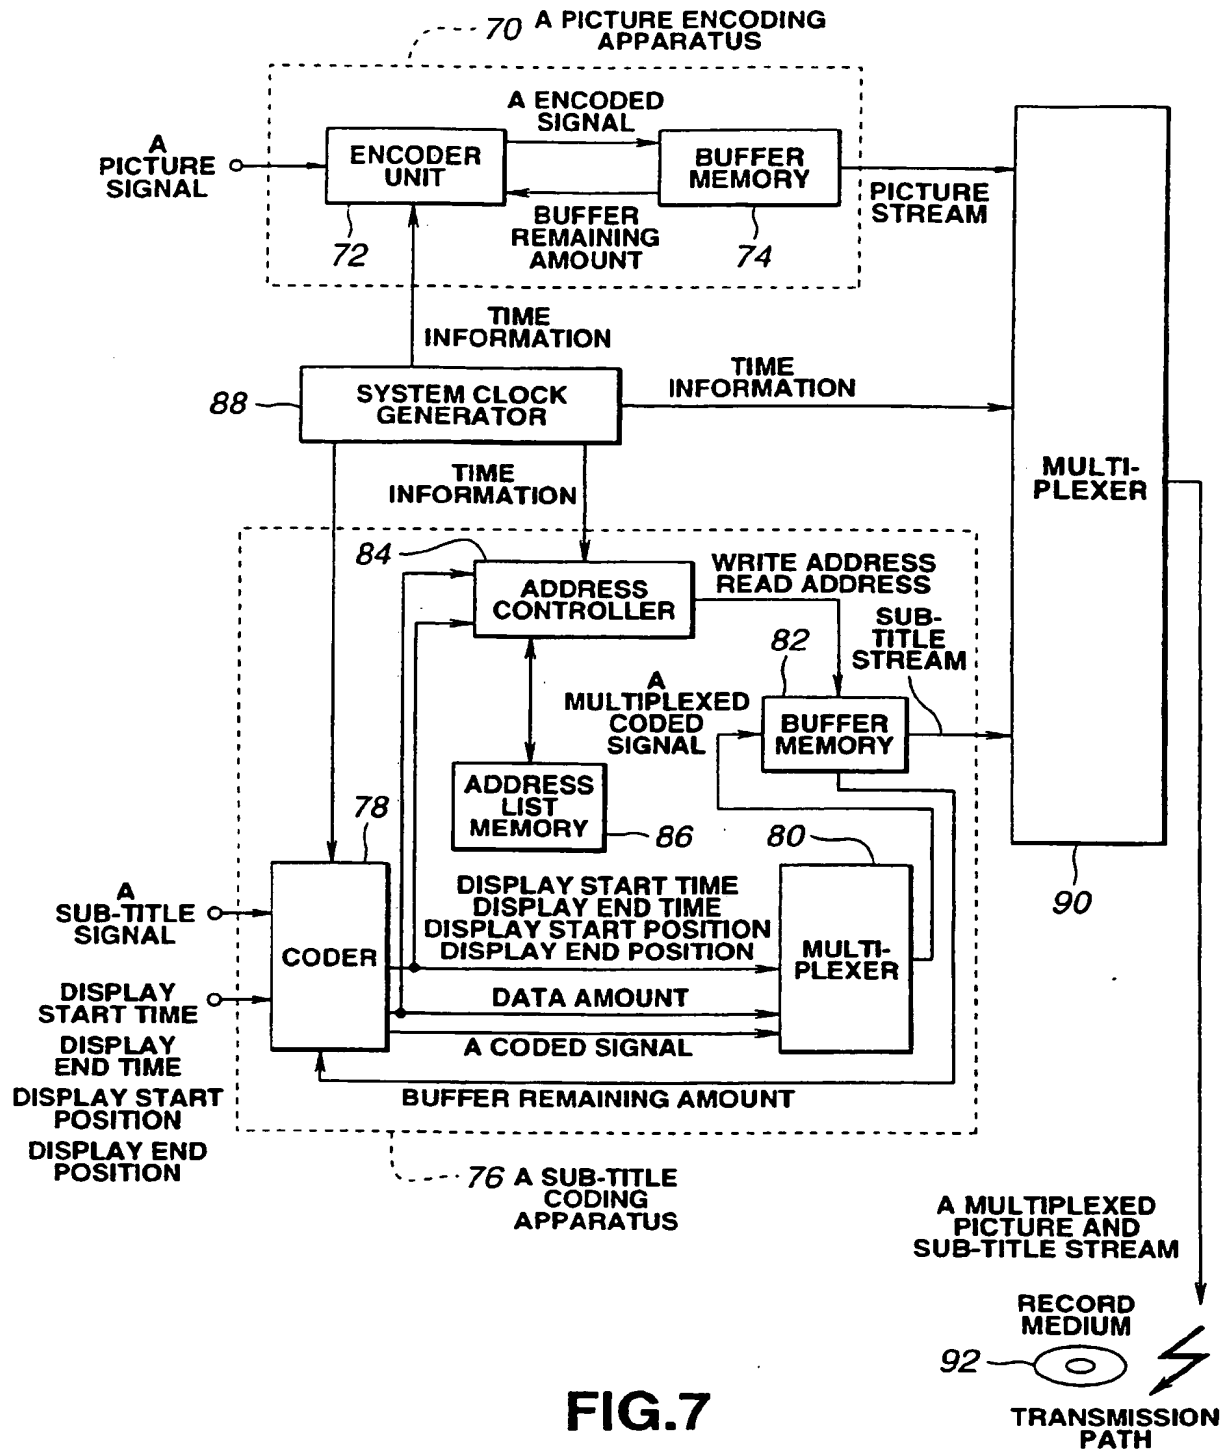 70 A PICTURE ENCODING
APPARATUS
A ENCODED
SIGNAL
A
PICTURE
SIGNAL
ENCODER
UNIT
BUFFER
MEMORY
PICTURE
STREAM
BUFFER
REMAINING
AMOUNT
72
74
TIME
INFORMATION
88
SYSTEM CLOCK
GENERATOR
TIME
INFORMATION
TIME
INFORMATION
MULTI-
PLEXER
84
ADDRESS
CONTROLLER
WRITE ADDRESS
READ ADDRESS
SUB-
TITLE
STREAM
82
A
MULTIPLEXED
CODED
SIGNAL
BUFFER
MEMORY
ADDRESS
LIST
MEMORY
86
78
80
90
A
SUB-TITLE
SIGNAL
CODER
DISPLAY START TIME
DISPLAY END TIME
DISPLAY START POSITION
DISPLAY END POSITION
MULTI-
PLEXER
DATA AMOUNT
A CODED SIGNAL
DISPLAY
START TIME
DISPLAY
END TIME
DISPLAY START
POSITION
DISPLAY END
POSITION
BUFFER REMAINING AMOUNT
76 A SUB-TITLE
CODING
APPARATUS
A MULTIPLEXED
PICTURE AND
SUB-TITLE STREAM
RECORD
MEDIUM
92
TRANSMISSION
PATH
FIG.7